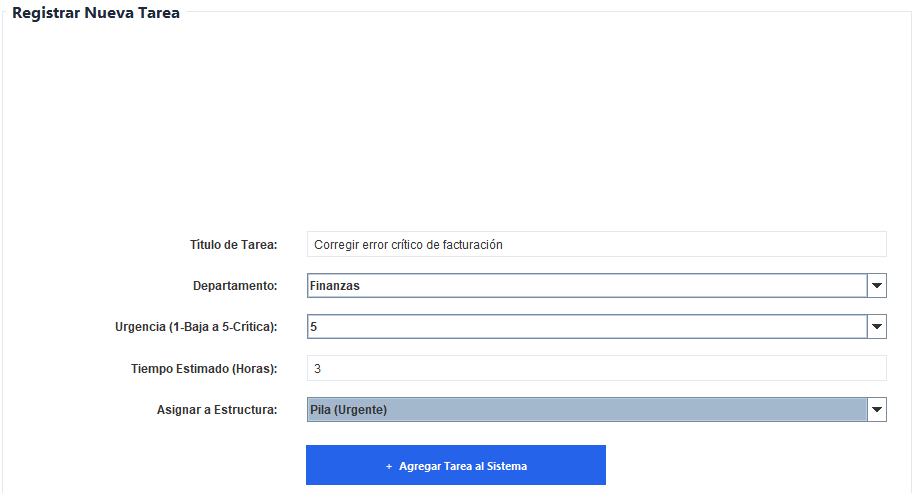 Registrar Nueva Tarea
Título de Tarea: Corregir error crítico de facturación
Departamento: Finanzas
Urgencia (1-Baja a 5-Crítica): 5
Tiempo Estimado (Horas): 3
Asignar a Estructura: Pila (Urgente)
+ Agregar Tarea al Sistema